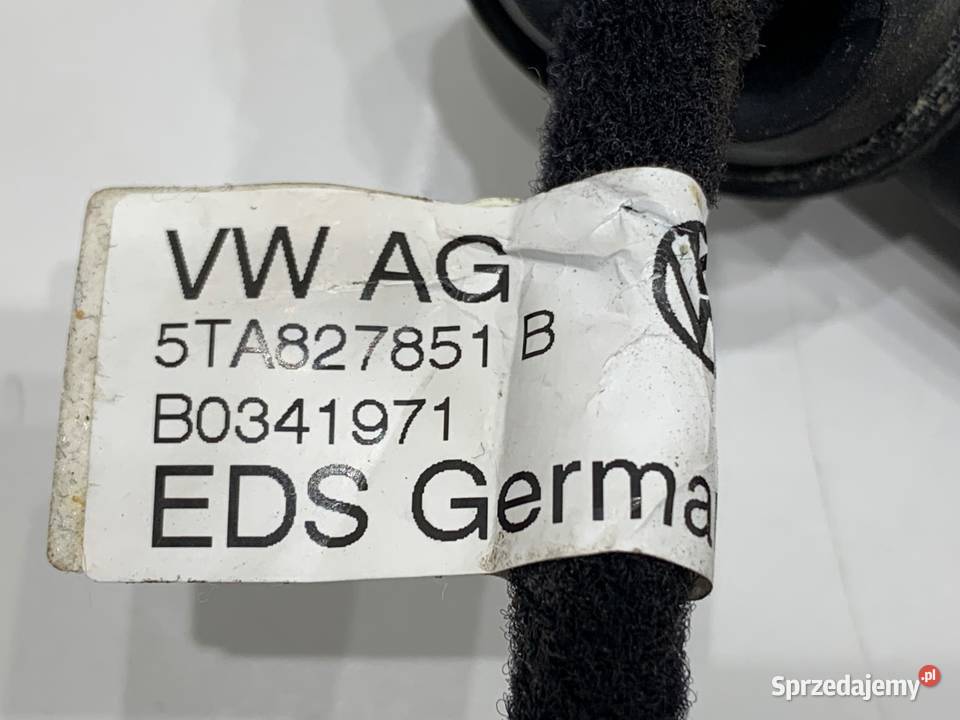 VW AG
5TA827851 B
B0341971
EDS Germa
Sprzedajemy.pl